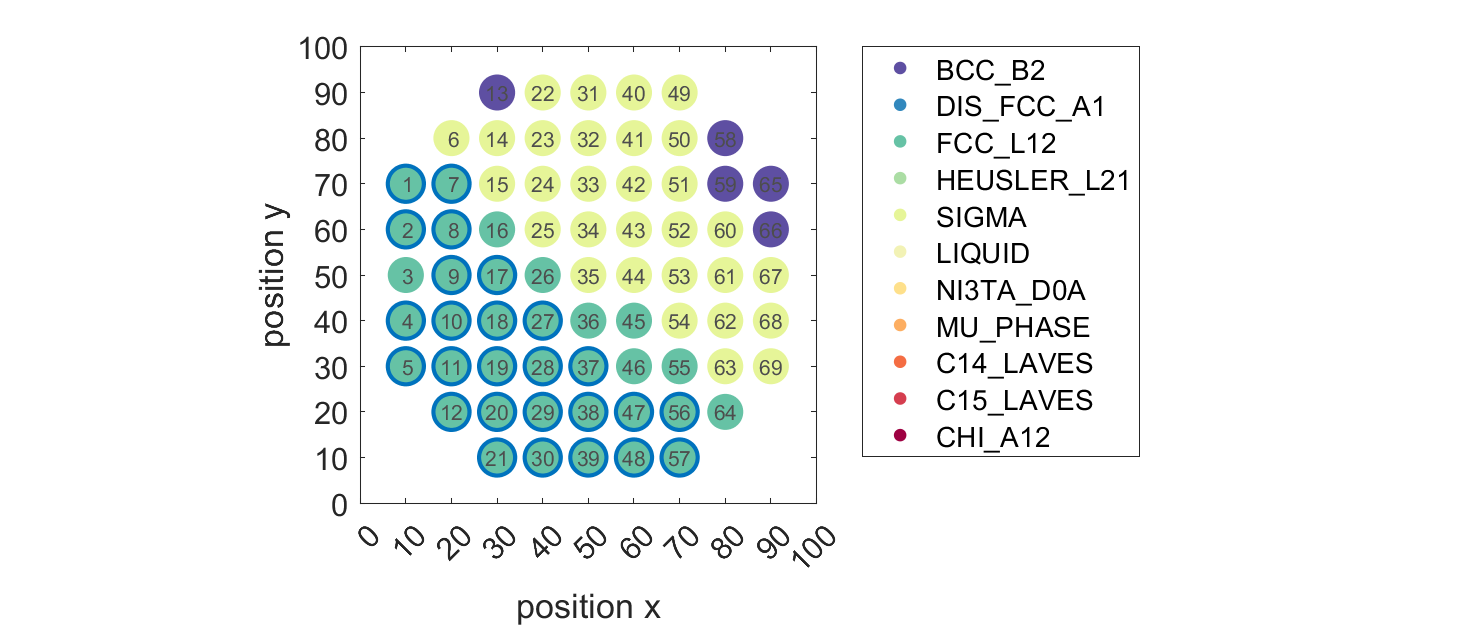 100
90
80
70
60
50
40
30
20
10
0
position y
13 22 31 40 49
6 14 23 32 41 50 58
1 7 15 24 33 42 51 59 65
2 8 16 25 34 43 52 60 66
3 9 17 26 35 44 53 61 67
4 10 18 27 36 45 54 62 68
5 11 19 28 37 46 55 63 69
12 20 29 38 47 56 64
21 30 39 48 57
0 10 20 30 40 50 60 70 80 90 100
position x
BCC_B2
DIS_FCC_A1
FCC_L12
HEUSLER_L21
SIGMA
LIQUID
NI3TA_D0A
MU_PHASE
C14_LAVES
C15_LAVES
CHI_A12